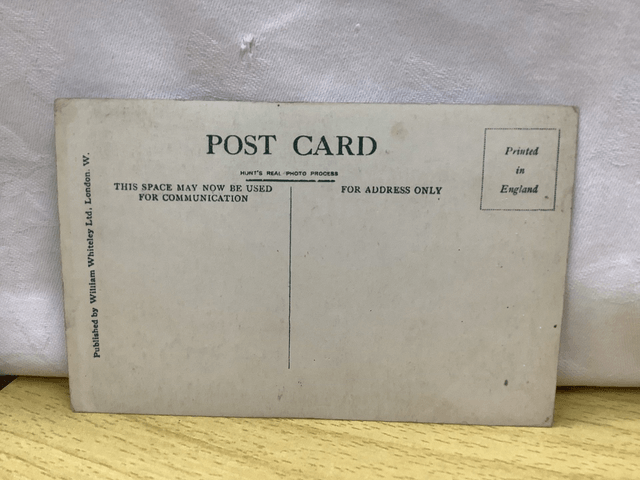 POST CARD
HUNT'S REAL PHOTO PROCESS
THIS SPACE MAY NOW BE USED
FOR COMMUNICATION
FOR ADDRESS ONLY
Printed
in
England
Published by William Whiteley Ltd. London. W.